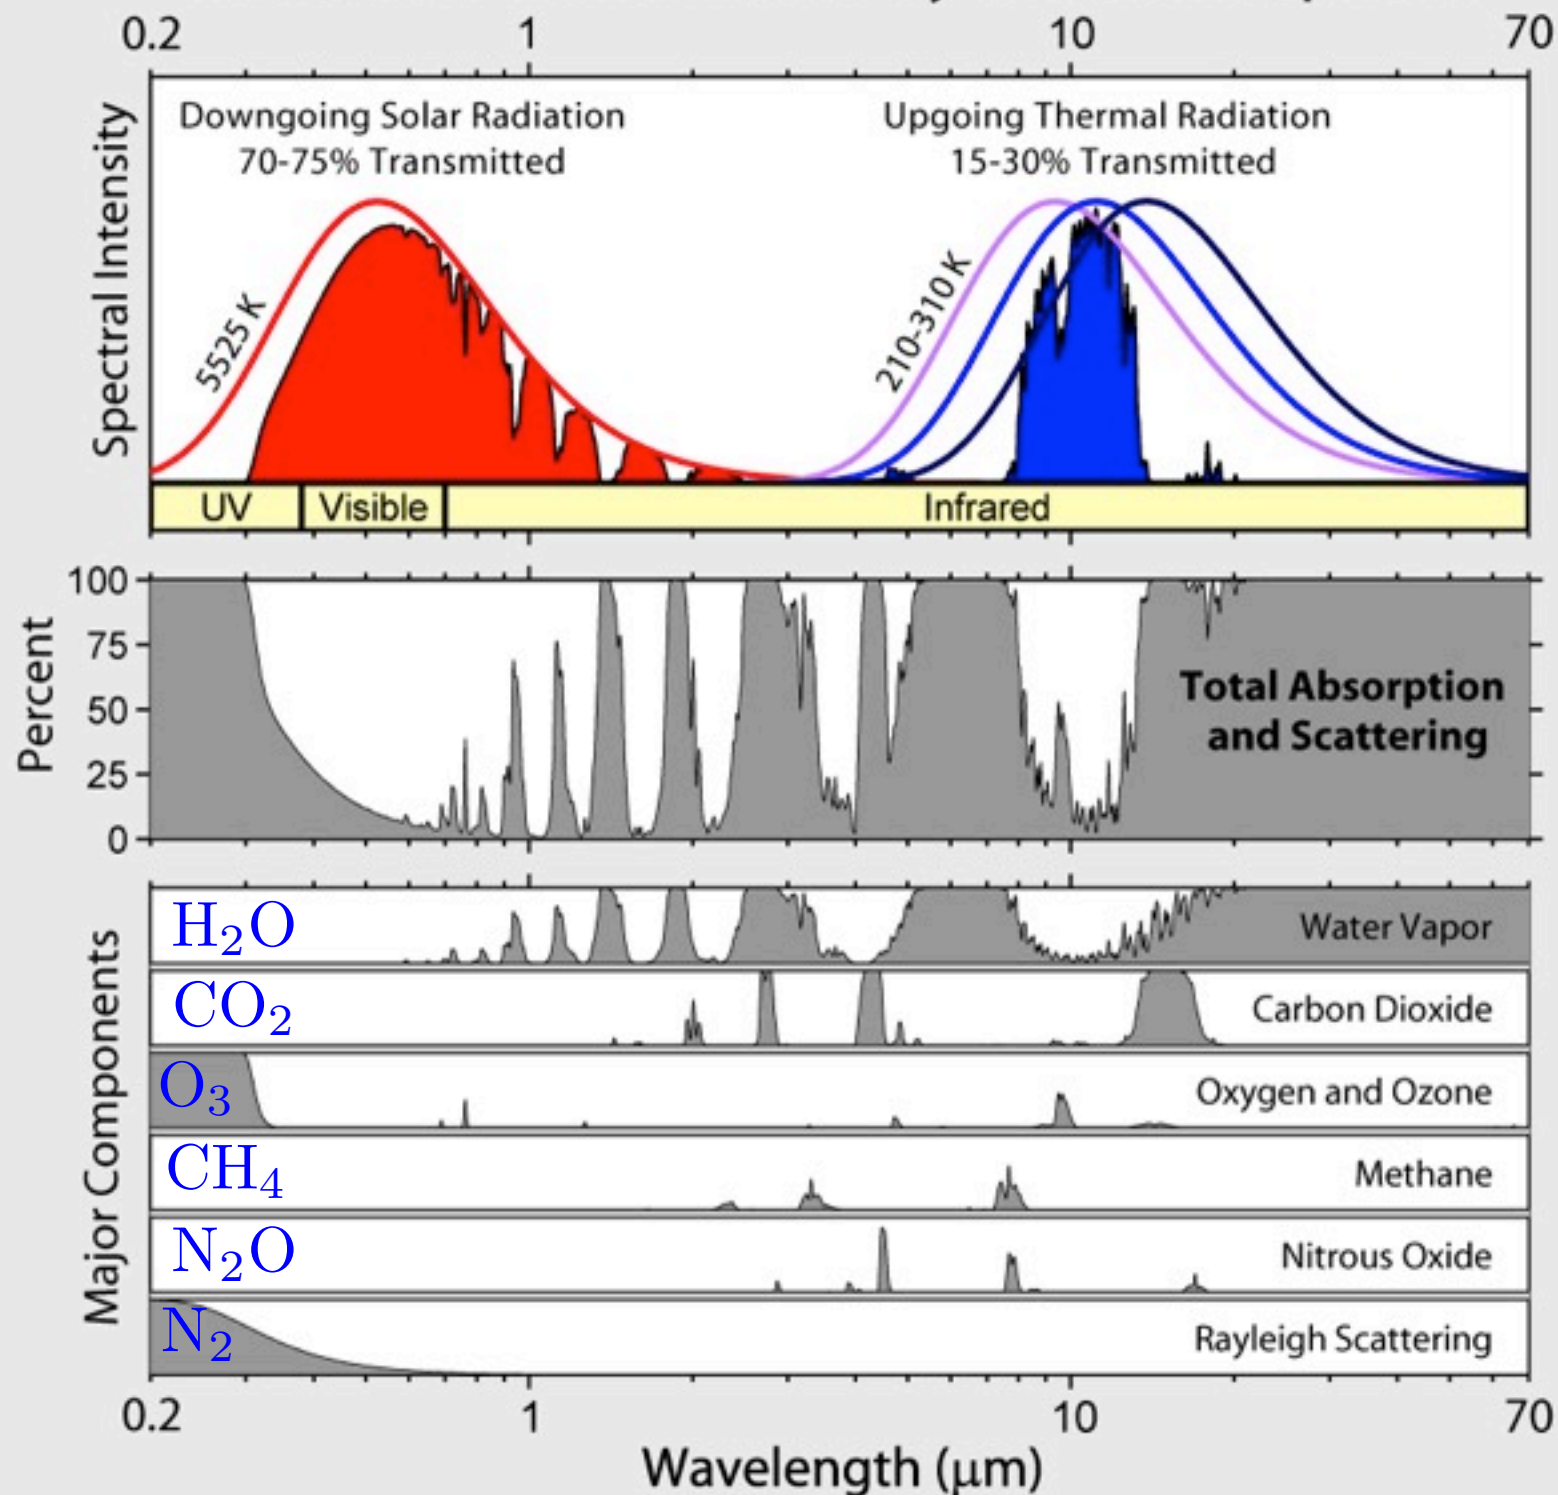 0.2 1 10 70
Downgoing Solar Radiation
70-75% Transmitted
Upgoing Thermal Radiation
15-30% Transmitted
Spectral Intensity
5525 K
210-310 K
UV Visible Infrared
100
75
50
25
0
Percent
Total Absorption
and Scattering
Major Components
H₂O Water Vapor
CO₂ Carbon Dioxide
O₃ Oxygen and Ozone
CH₄ Methane
N₂O Nitrous Oxide
N₂ Rayleigh Scattering
0.2 1 10 70
Wavelength (μm)